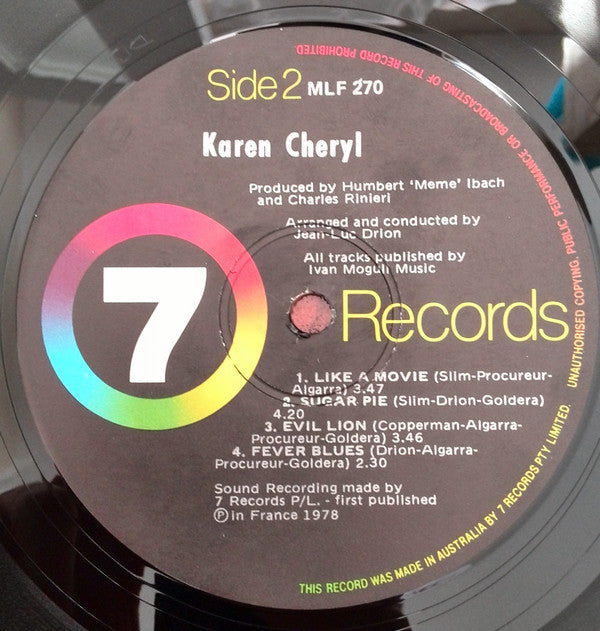 Side 2 MLF 270
Karen Cheryl
Produced by Humbert 'Meme' Ibach
and Charles Rinieri
Arranged and conducted by
Jean-Luc Drion
All tracks published by
Ivan Mogull Music
7 Records
1. LIKE A MOVIE (Slim-Procureur-
Algarra) 3.47
2. SUGAR PIE (Slim-Drion-Goldera)
4.20
3. EVIL LION (Copperman-Algarra-
Procureur-Goldera) 3.46
4. FEVER BLUES (Drion-Algarra-
Procureur-Goldera) 2.30
Sound Recording made by
7 Records P/L. - first published
Ⓟ in France 1978
THIS RECORD WAS MADE IN AUSTRALIA BY 7 RECORDS PTY LIMITED. UNAUTHORISED COPYING, PUBLIC PERFORMANCE OR BROADCASTING OF THIS RECORD PROHIBITED